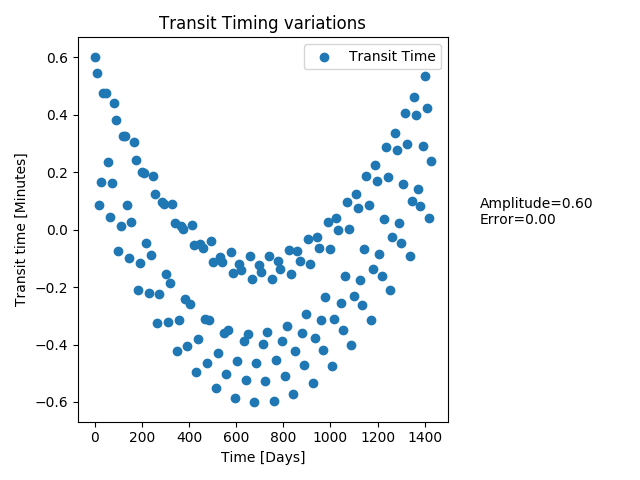 Transit Timing variations
Transit Time
0.6
0.4
0.2
0.0
−0.2
−0.4
−0.6
Transit time [Minutes]
Amplitude=0.60
Error=0.00
0 200 400 600 800 1000 1200 1400
Time [Days]